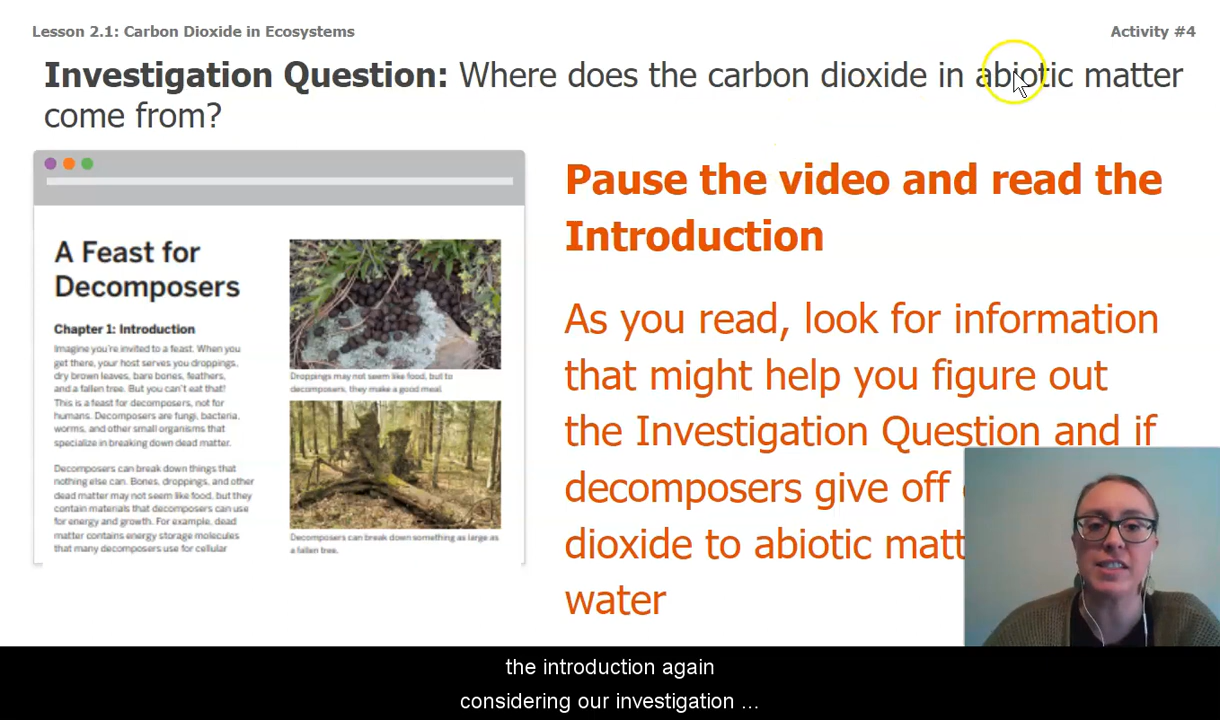 Lesson 2.1: Carbon Dioxide in Ecosystems
Activity #4
Investigation Question: Where does the carbon dioxide in abiotic matter
come from?
Pause the video and read the
Introduction
As you read, look for information
that might help you figure out
the Investigation Question and if
decomposers give off
dioxide to abiotic
water
A Feast for
Decomposers
Chapter 1: Introduction
Imagine you're invited to a feast. When you
get there, your host serves you droppings,
dry brown leaves, bare bones, feathers,
and a fallen tree. But you can't eat that!
This is a feast for decomposers, not for
humans. Decomposers are fungi, bacteria,
worms, and other small organisms that
specialize in breaking down dead matter.
Decomposers can break down things that
nothing else can. Bones, droppings, and other
dead matter may not seem like food, but they
contain materials that decomposers can use
for energy and growth. For example, dead
matter contains energy storage molecules
that many decomposers use for cellular
Droppings may not seem like food, but to
decomposers, they make a good meal.
Decomposers can break down something as large as
a fallen tree.
the introduction again
considering our investigation ...